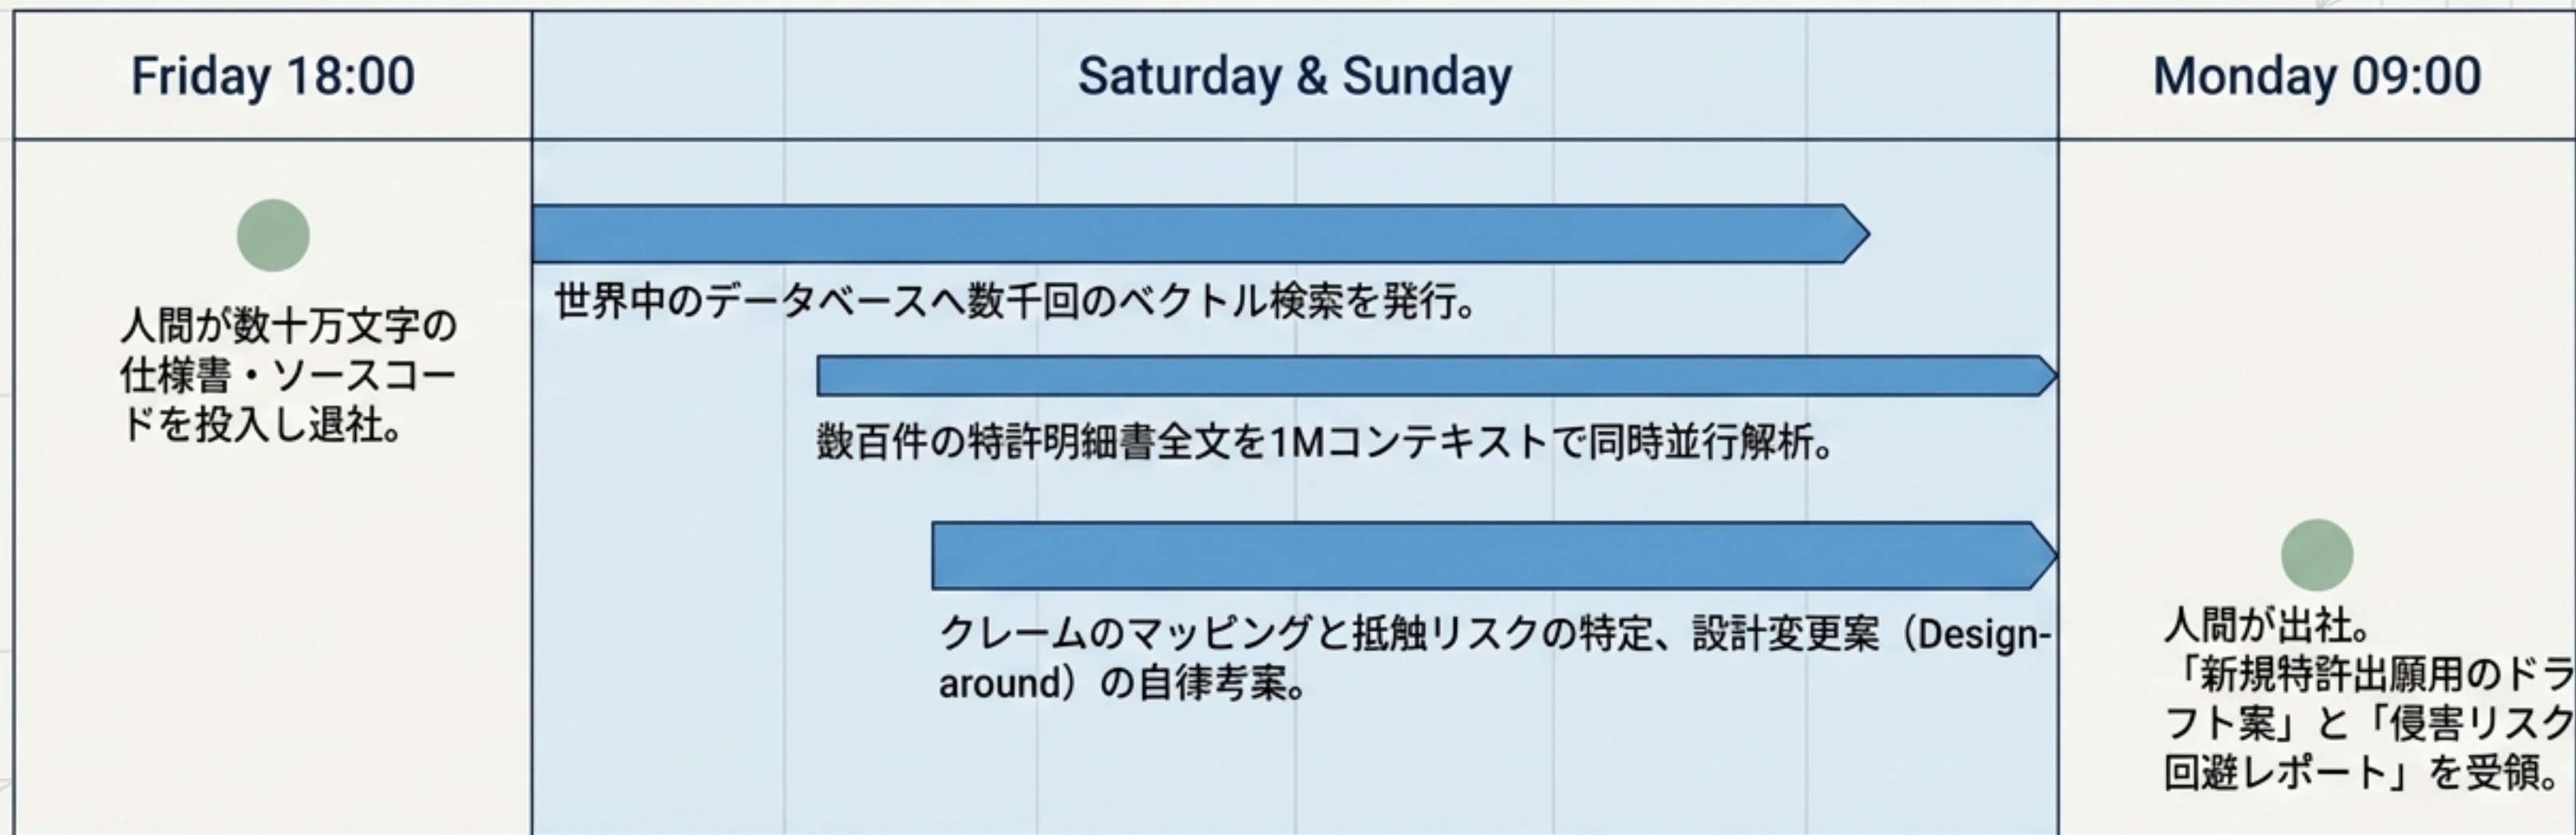 Friday 18:00
Saturday & Sunday
Monday 09:00
人間が数十万文字の
仕様書・ソースコー
ドを投入し退社。
世界中のデータベースへ数千回のベクトル検索を発行。
数百件の特許明細書全文を1Mコンテキストで同時並行解析。
クレームのマッピングと抵触リスクの特定、設計変更案（Design-
around）の自律考案。
人間が出社。
「新規特許出願用のドラ
フト案」と「侵害リスク
回避レポート」を受領。